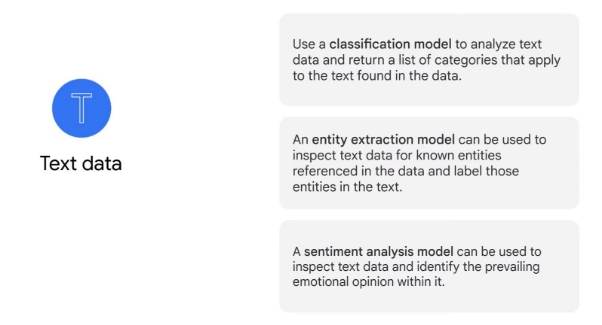 T
Text data
Use a classification model to analyze text
data and return a list of categories that apply
to the text found in the data.
An entity extraction model can be used to
inspect text data for known entities
referenced in the data and label those
entities in the text.
A sentiment analysis model can be used to
inspect text data and identify the prevailing
emotional opinion within it.